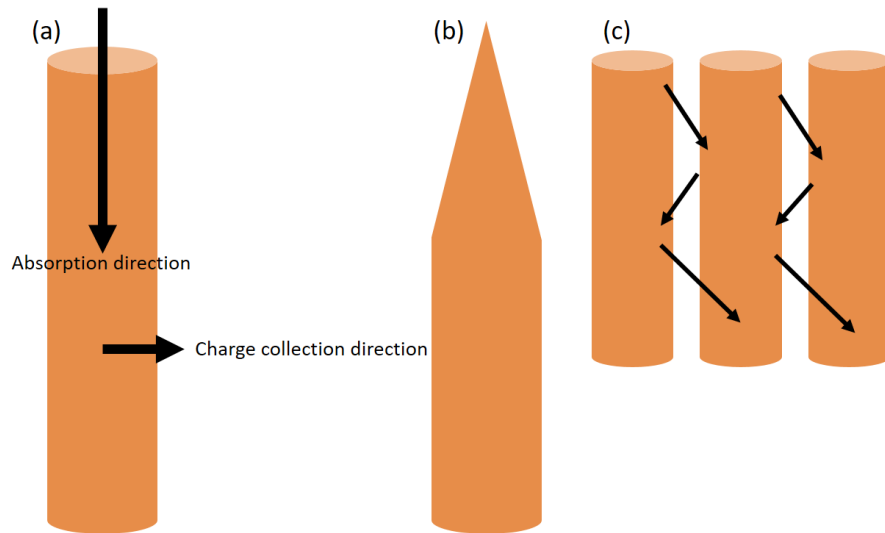 (a)
(b)
(c)
Absorption direction
Charge collection direction